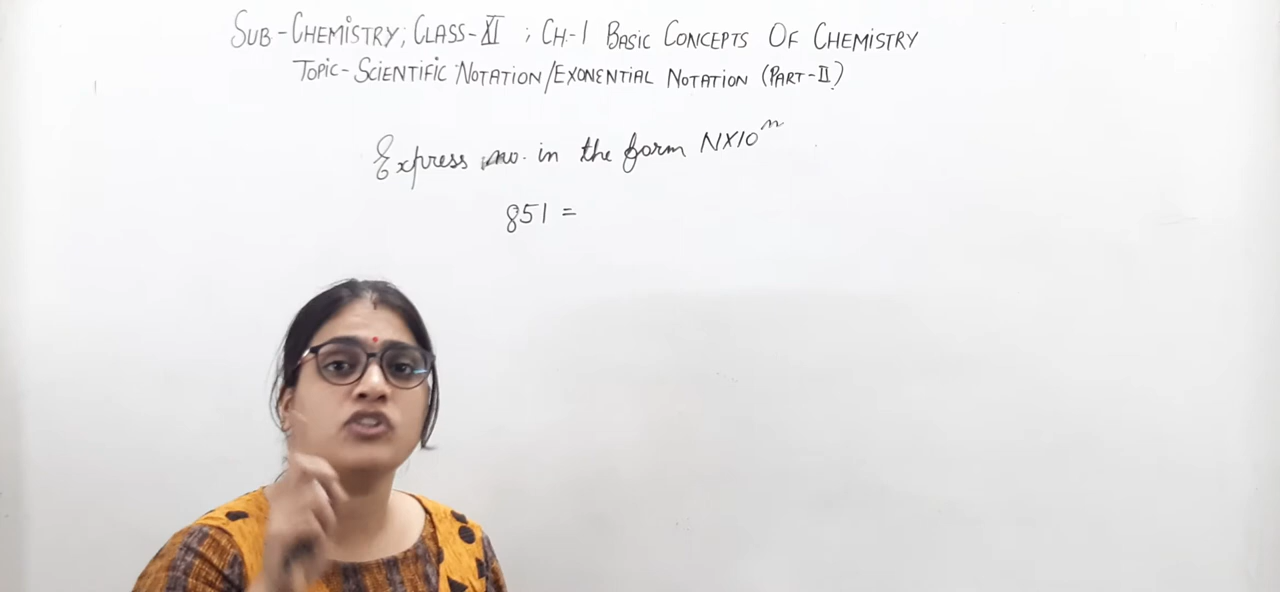 SUB-CHEMISTRY; CLASS-XI ; CH-1 BASIC CONCEPTS OF CHEMISTRY
TOPIC-SCIENTIFIC NOTATION/EXONENTIAL NOTATION (PART-II)
Express no. in the form NX10^n
851 =